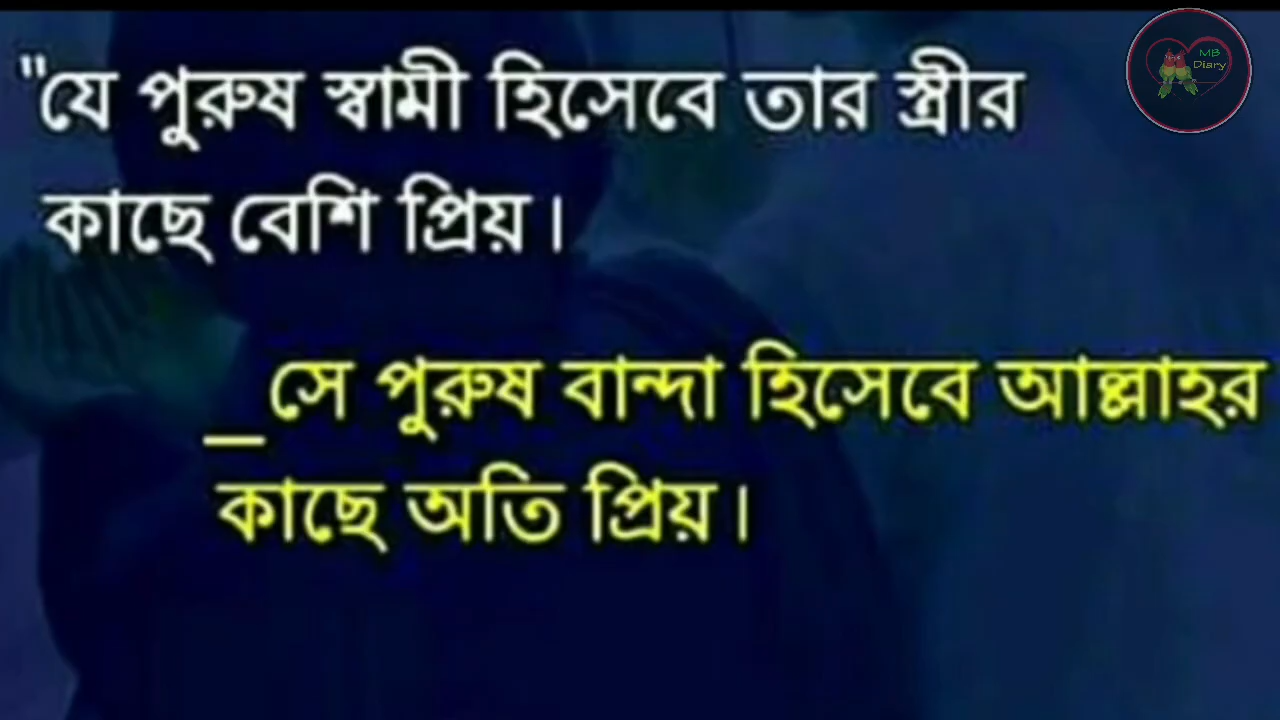 "যে পুরুষ স্বামী হিসেবে তার স্ত্রীর
কাছে বেশি প্রিয়।
_সে পুরুষ বান্দা হিসেবে আল্লাহর
কাছে অতি প্রিয়।
MB
Diary